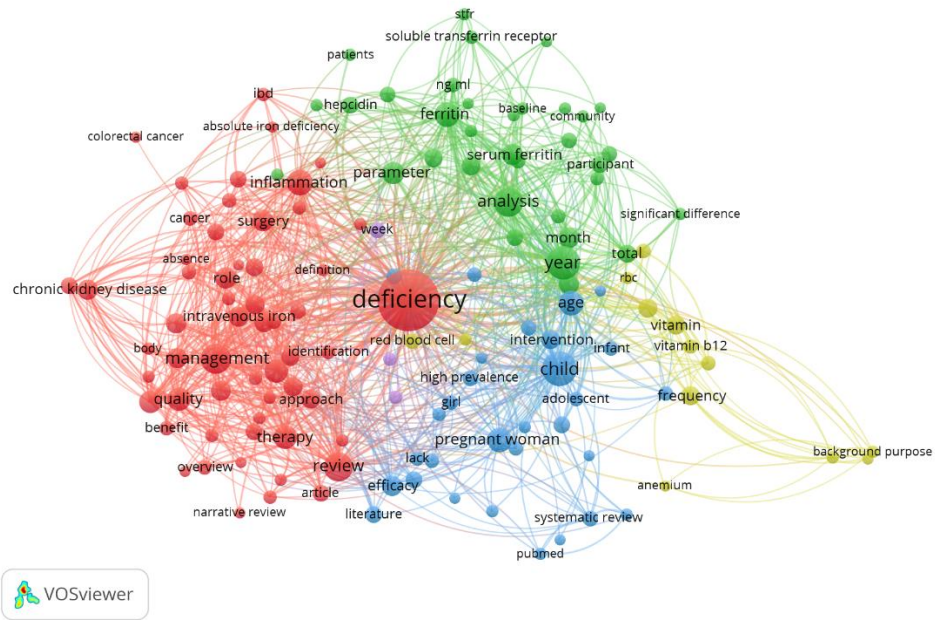 stfr
soluble transferrin receptor
patients
ng ml
ibd
hepcidin
ferritin
baseline
community
colorectal cancer
absolute iron deficiency
serum ferritin
participant
parameter
inflammation
analysis
cancer
surgery
significant difference
week
month
absence
total
definition
year
role
rbc
chronic kidney disease
deficiency
age
intravenous iron
vitamin
red blood cell
intervention
vitamin b12
body
identification
infant
management
child
high prevalence
frequency
quality
approach
girl
adolescent
benefit
therapy
pregnant woman
background purpose
lack
overview
review
anemium
efficacy
article
narrative review
literature
systematic review
pubmed
VOSviewer